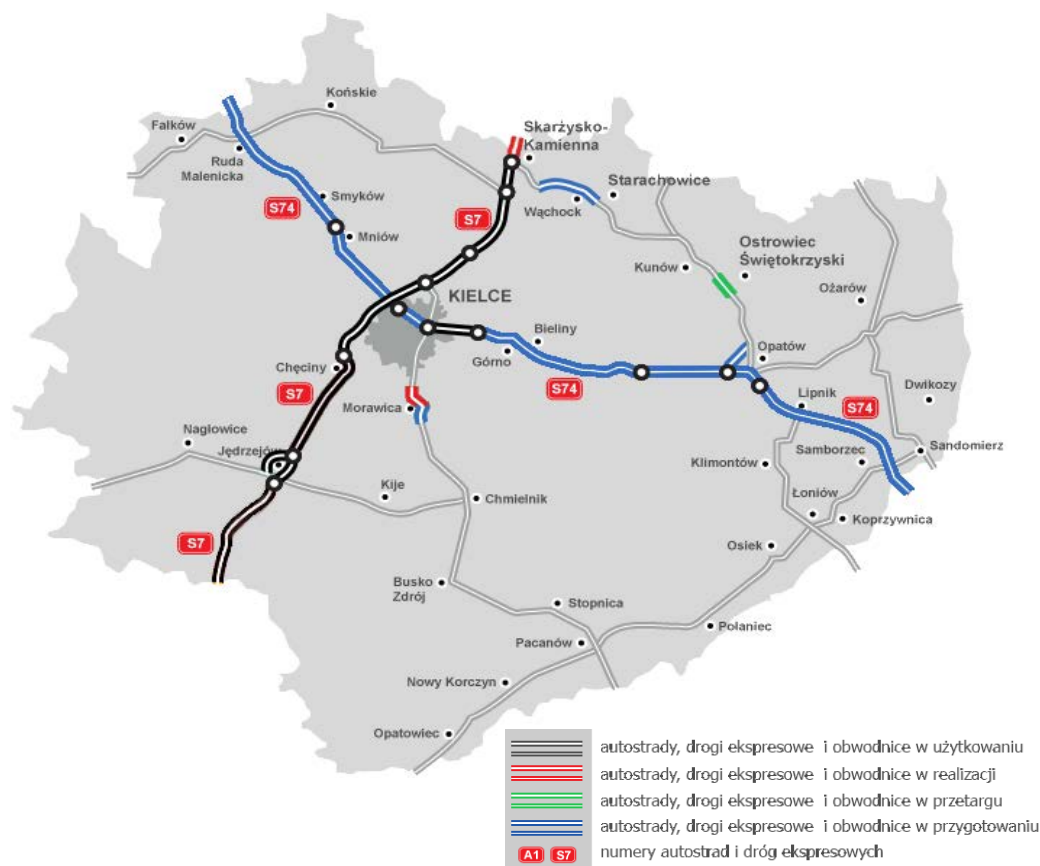 Końskie
Fałków
Skarżysko-
Kamienna
Ruda
Malenicka
Smyków
Starachowice
S74
S7
Wąchock
Mniów
Ostrowiec
Świętokrzyski
Kunów
KIELCE
Ożarów
Bieliny
Górno
Opatów
Chęciny
S7
S74
Lipnik
Dwikozy
Morawica
S74
Nagłowice
Jędrzejów
Samborzec
Sandomierz
Klimontów
Kije
Chmielnik
Łoniów
Koprzywnica
S7
Osiek
Busko
Zdrój
Stopnica
Połaniec
Pacanów
Nowy Korczyn
Opatowiec
autostrady, drogi ekspresowe i obwodnice w użytkowaniu
autostrady, drogi ekspresowe i obwodnice w realizacji
autostrady, drogi ekspresowe i obwodnice w przetargu
autostrady, drogi ekspresowe i obwodnice w przygotowaniu
A1 S7 numery autostrad i dróg ekspresowych